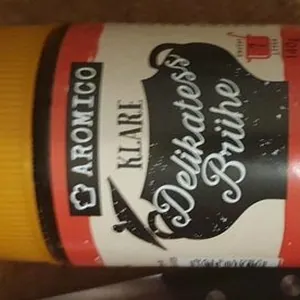 AROMICO
KLARE
Delikatess
Brühe